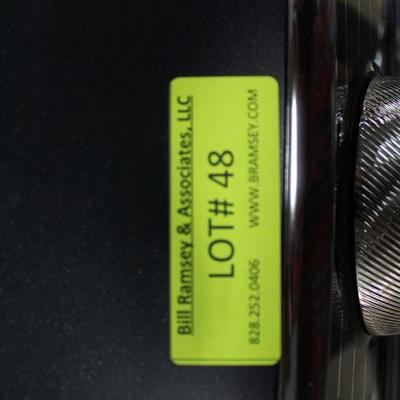 Bill Ramsey & Associates, LLC
LOT# 48
828.252.0406 WWW.BRAMSEY.COM